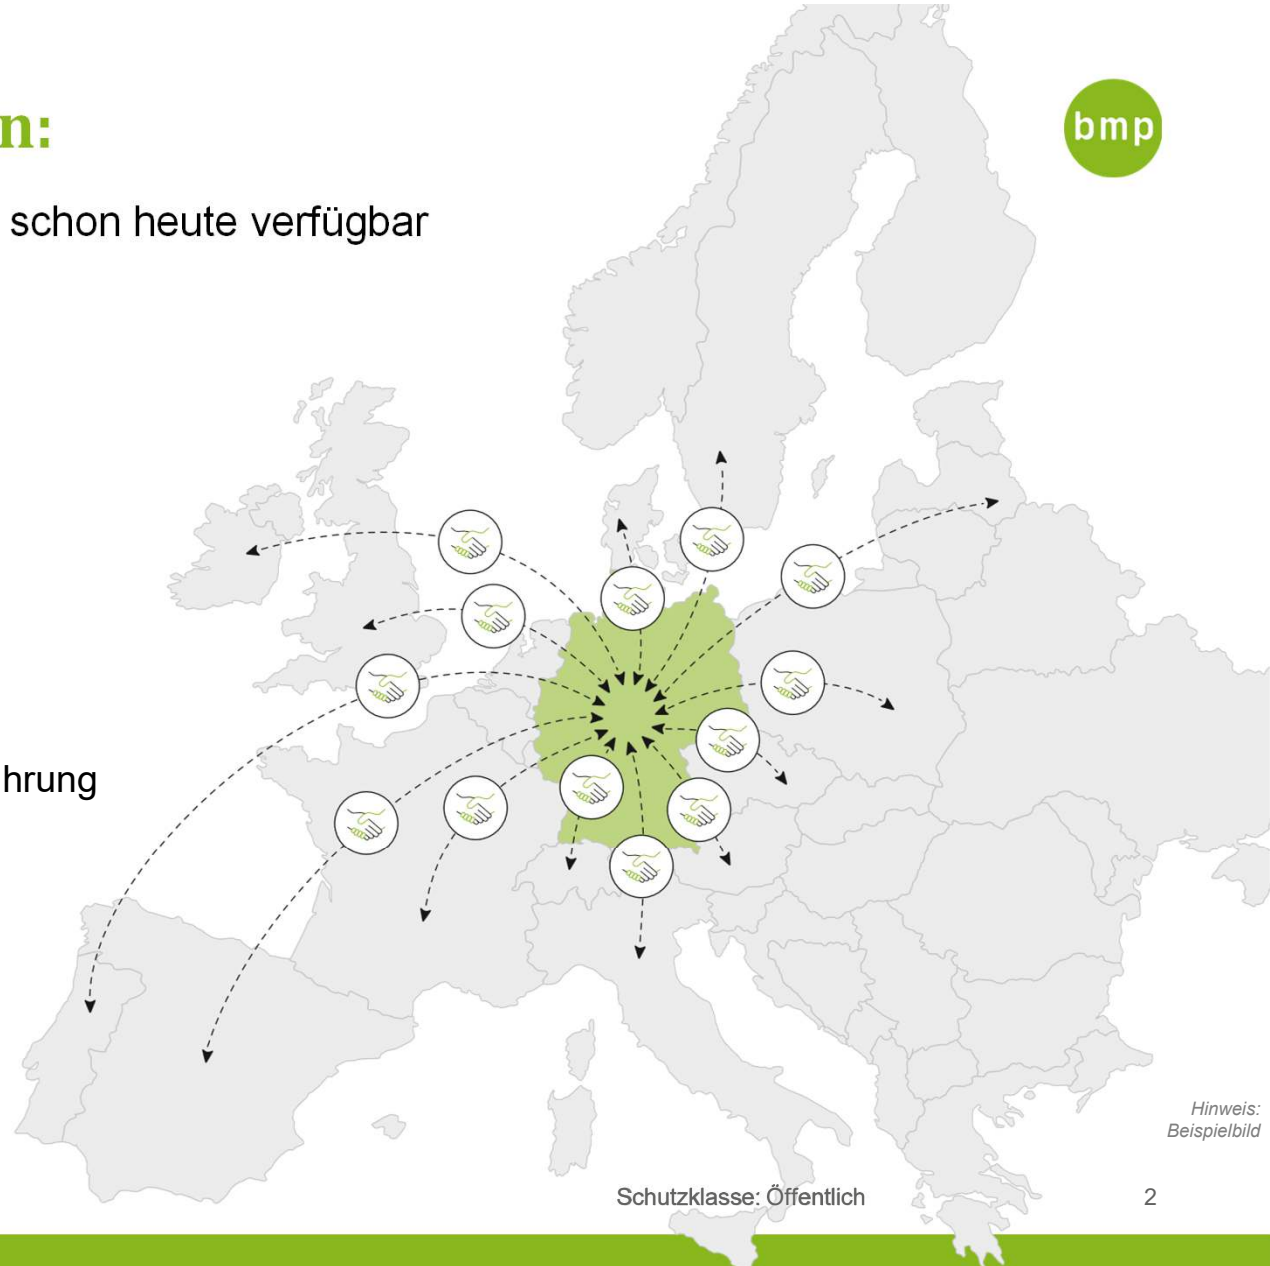 n:
bmp
schon heute verfügbar
hrung
Hinweis:
Beispielbild
Schutzklasse: Öffentlich
2